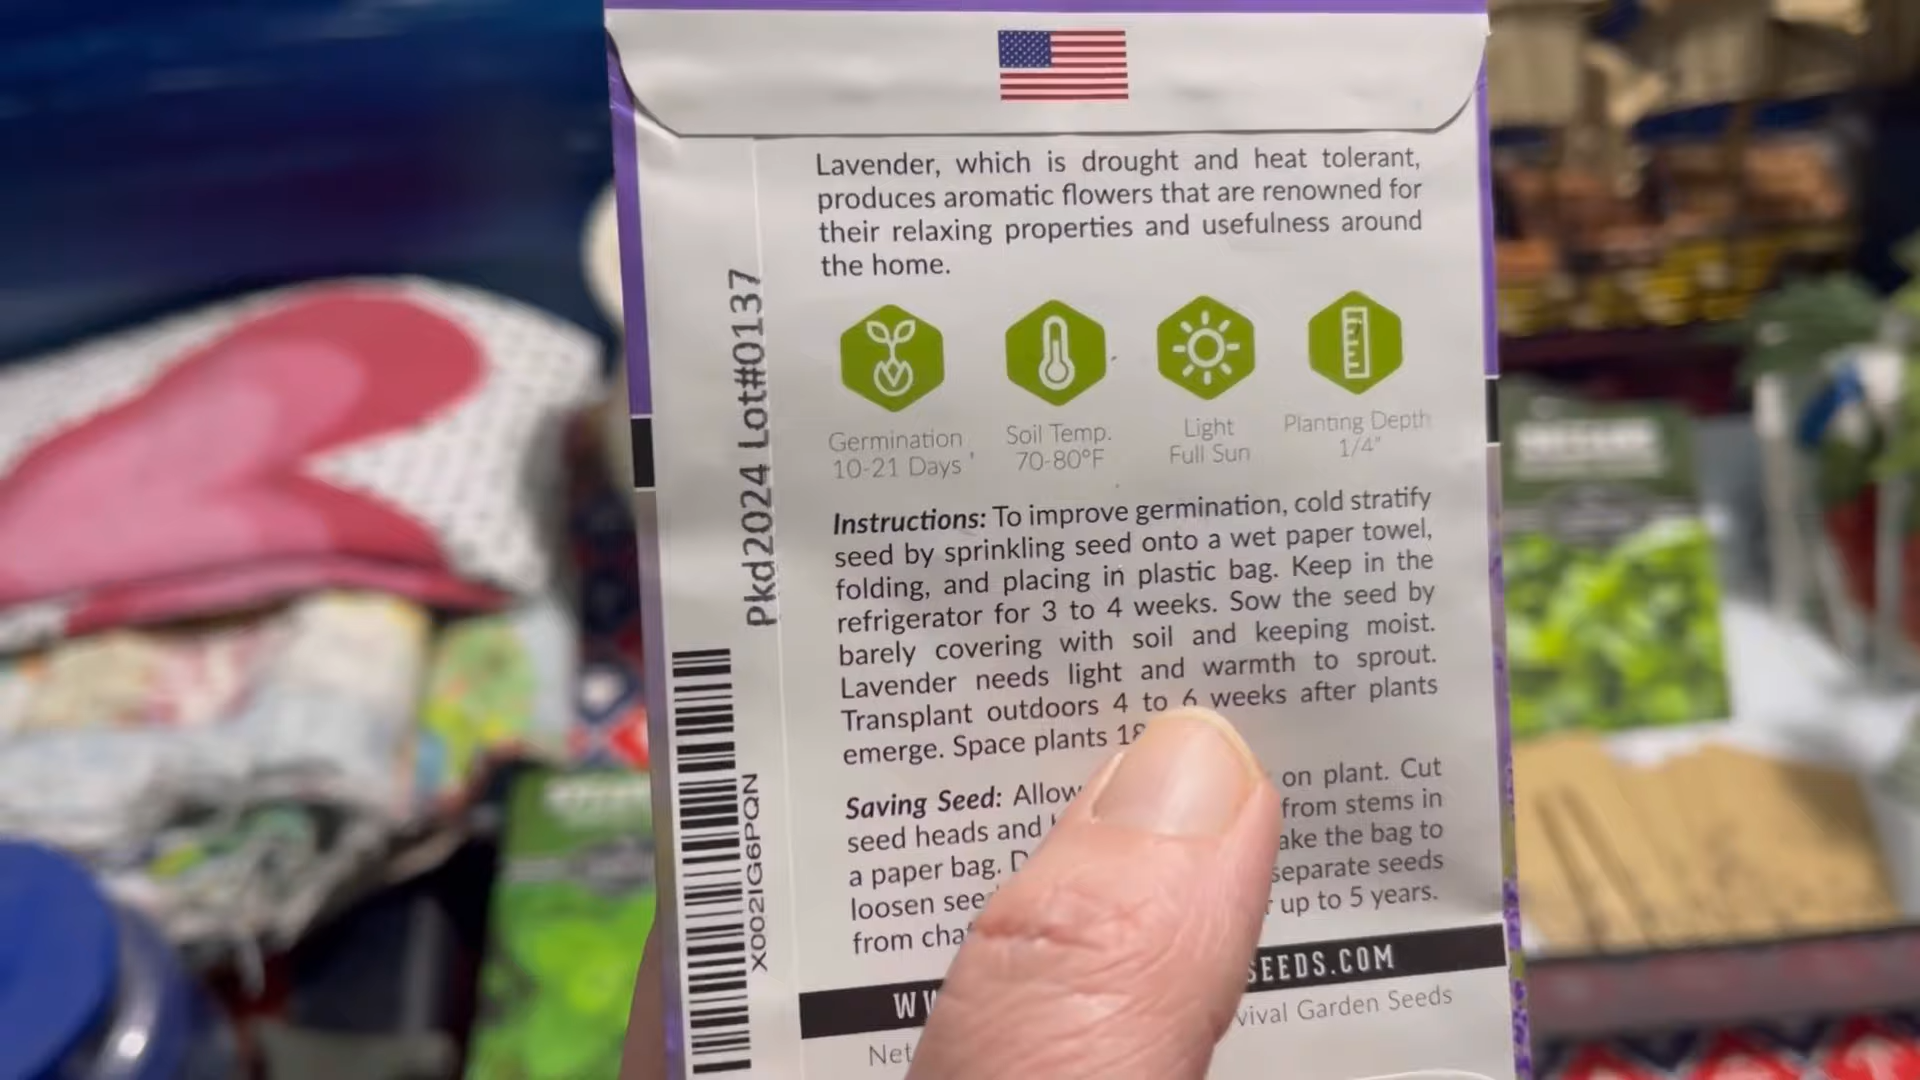 Lavender, which is drought and heat tolerant,
produces aromatic flowers that are renowned for
their relaxing properties and usefulness around
the home.
Germination
10-21 Days
Soil Temp.
70-80°F
Light
Full Sun
Planting Depth
1/4"
Instructions: To improve germination, cold stratify
seed by sprinkling seed onto a wet paper towel,
folding, and placing in plastic bag. Keep in the
refrigerator for 3 to 4 weeks. Sow the seed by
barely covering with soil and keeping moist.
Lavender needs light and warmth to sprout.
Transplant outdoors 4 to 6 weeks after plants
emerge. Space plants
Saving Seed: Allow on plant. Cut
seed heads and from stems in
a paper bag. the bag to
loosen separate seeds
from up to 5 years.
SEEDS.COM
Garden Seeds
Net
Pkd2024 Lot#0137
X002IG6PQN